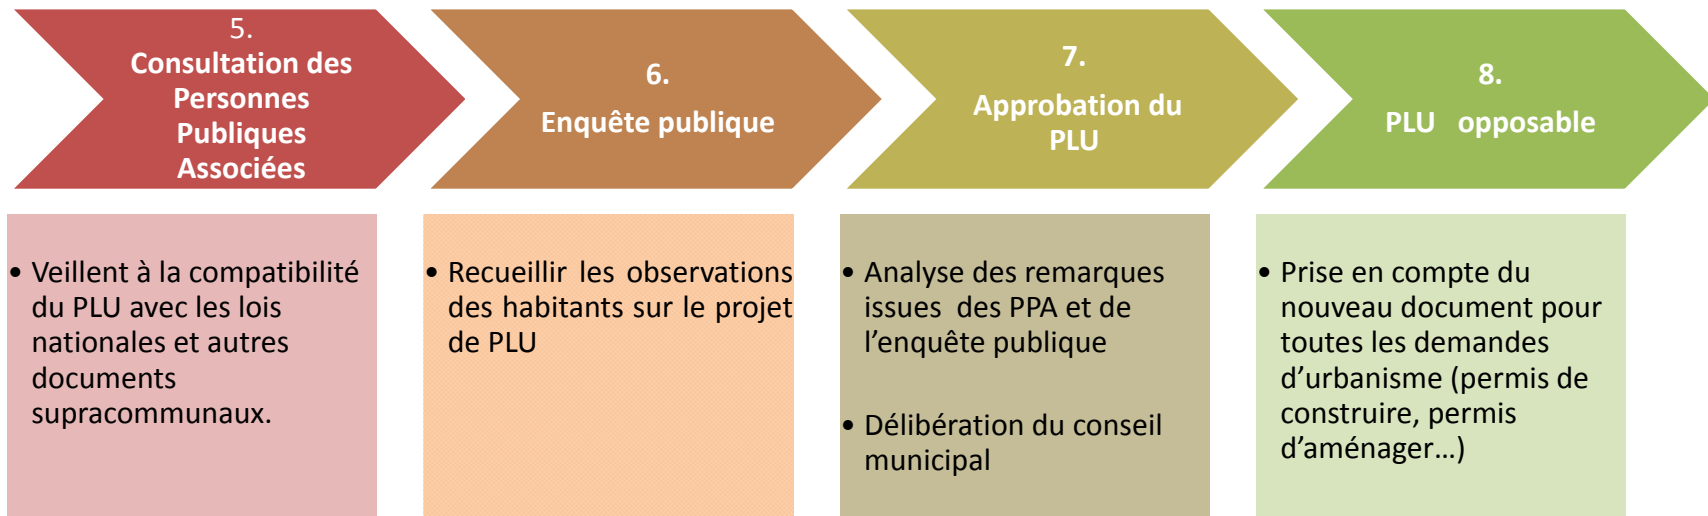 5.
Consultation des
Personnes
Publiques
Associées
6.
Enquête publique
7.
Approbation du
PLU
8.
PLU opposable
• Veillent à la compatibilité
du PLU avec les lois
nationales et autres
documents
supracommunaux.
• Recueillir les observations
des habitants sur le projet
de PLU
• Analyse des remarques
issues des PPA et de
l’enquête publique
• Délibération du conseil
municipal
• Prise en compte du
nouveau document pour
toutes les demandes
d’urbanisme (permis de
construire, permis
d’aménager…)